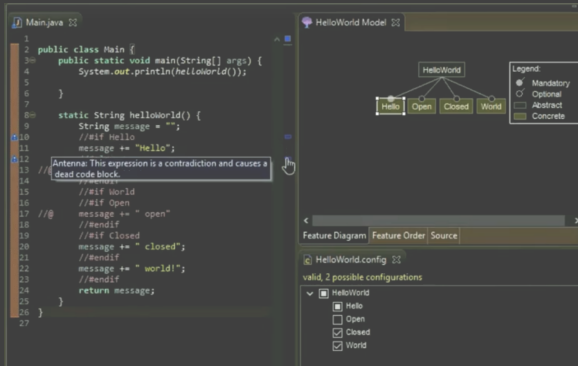 Main.java
1
2 public class Main {
3 public static void main(String[] args) {
4 System.out.println(helloWorld());
5
6 }
7
8 static String helloWorld() {
9 String message = "";
10 //#if Hello
11 message += "Hello";
12
Antenna: This expression is a contradiction and causes a
dead code block.
13 //@
14 //#endif
15 //#if World
16 //#if Open
17 //@ message += " open"
18 //#endif
19 //#if Closed
20 message += " closed";
21 //#endif
22 message += " world!";
23 //#endif
24 return message;
25 }
26 }
27
HelloWorld Model
HelloWorld
Hello Open Closed World
Legend:
Mandatory
Optional
Abstract
Concrete
Feature Diagram Feature Order Source
HelloWorld.config
valid, 2 possible configurations
HelloWorld
Hello
Open
Closed
World